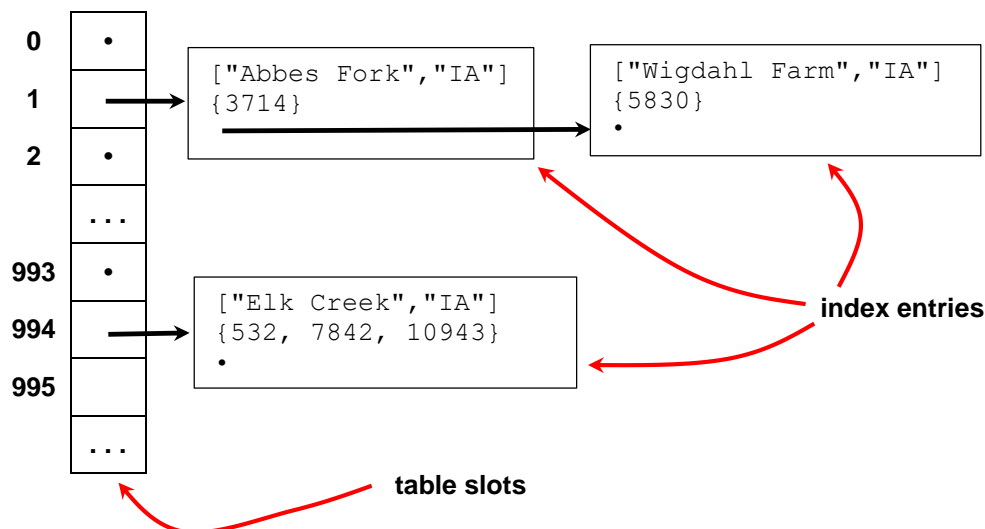 0 •
["Abbes Fork","IA"]
{3714}
["Wigdahl Farm","IA"]
{5830}
•
1
2 •
...
993 •
["Elk Creek","IA"]
{532, 7842, 10943}
•
994
index entries
995
...
table slots